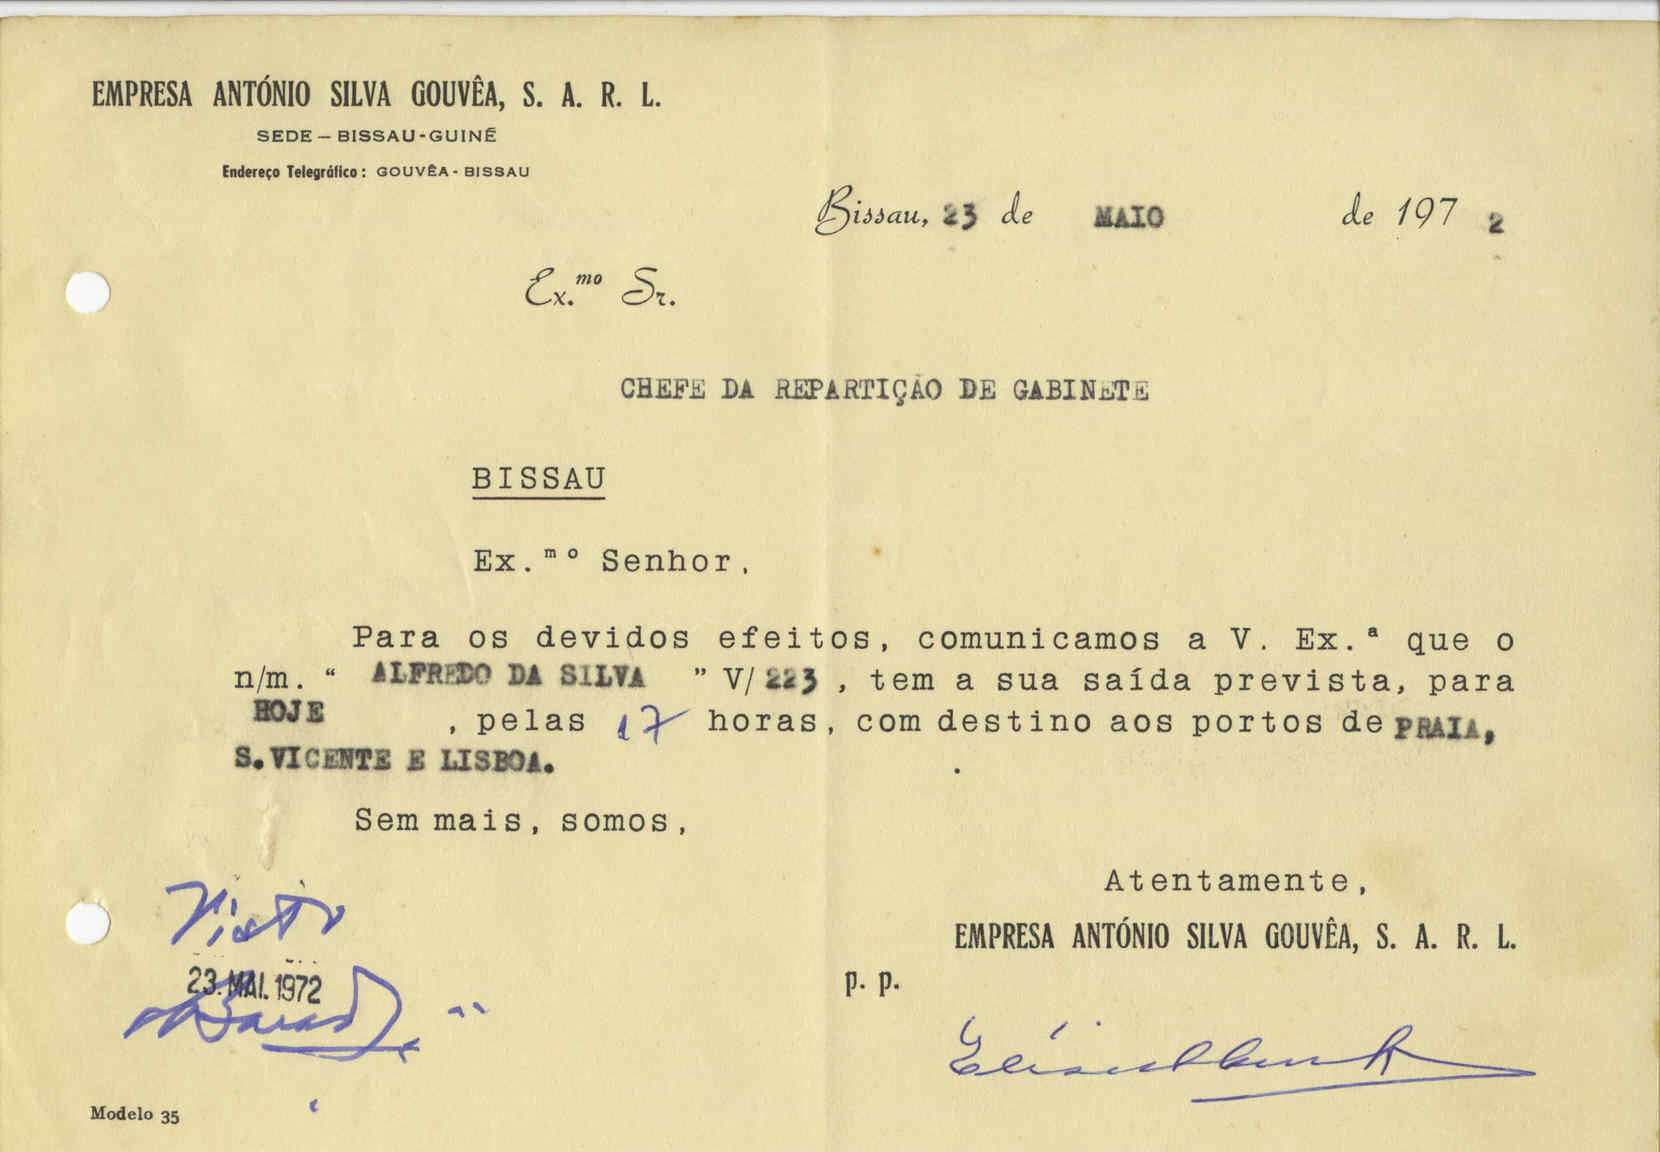 EMPRESA ANTÓNIO SILVA GOUVÊA, S. A. R. L.
SEDE – BISSAU-GUINÉ
Endereço Telegráfico: GOUVÊA - BISSAU
Bissau, 23 de MAIO de 197 2
Ex.mo Sr.
CHEFE DA REPARTIÇÃO DE GABINETE
BISSAU
Ex.mo Senhor,
Para os devidos efeitos, comunicamos a V. Ex.ª que o
n/m. “ ALFREDO DA SILVA ” V/ 223 , tem a sua saída prevista, para
HOJE , pelas 17 horas, com destino aos portos de PRAIA,
S.VICENTE E LISBOA.
Sem mais, somos,
Atentamente,
EMPRESA ANTÓNIO SILVA GOUVÊA, S. A. R. L.
p. p.
Visto
23. MAI. 1972
Modelo 35